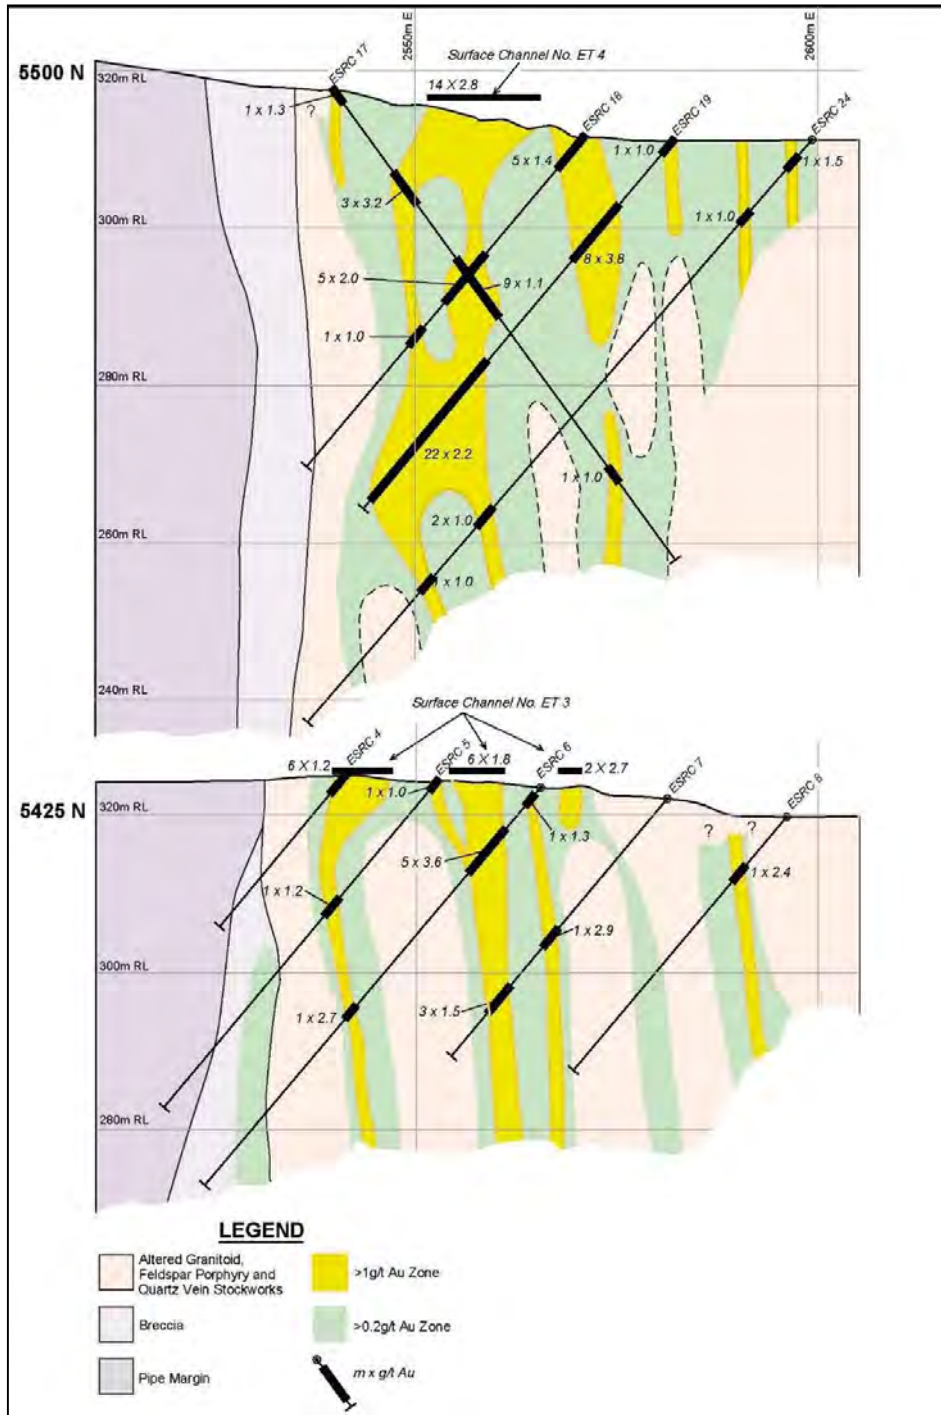 2550m E
2600m E
5500 N
Surface Channel No. ET 4
320m RL
ESRC 17
14 X 2.8
1 x 1.3
?
ESRC 18
ESRC 19
ESRC 24
5 x 1.4
1 x 1.0
1 x 1.5
3 x 3.2
300m RL
1 x 1.0
5 x 2.0
9 x 1.1
8 x 3.8
1 x 1.0
280m RL
22 x 2.2
1 x 1.0
2 x 1.0
260m RL
1 x 1.0
240m RL
Surface Channel No. ET 3
6 X 1.2
ESRC 4
ESRC 5
6 X 1.8
ESRC 6
2 X 2.7
ESRC 7
ESRC 8
5425 N
320m RL
1 x 1.0
1 x 1.3
? ?
5 x 3.6
1 x 2.4
1 x 1.2
1 x 2.9
300m RL
1 x 2.7
3 x 1.5
280m RL
LEGEND
Altered Granitoid,
Feldspar Porphyry and
Quartz Vein Stockworks
>1g/t Au Zone
Breccia
>0.2g/t Au Zone
Pipe Margin
m x g/t Au